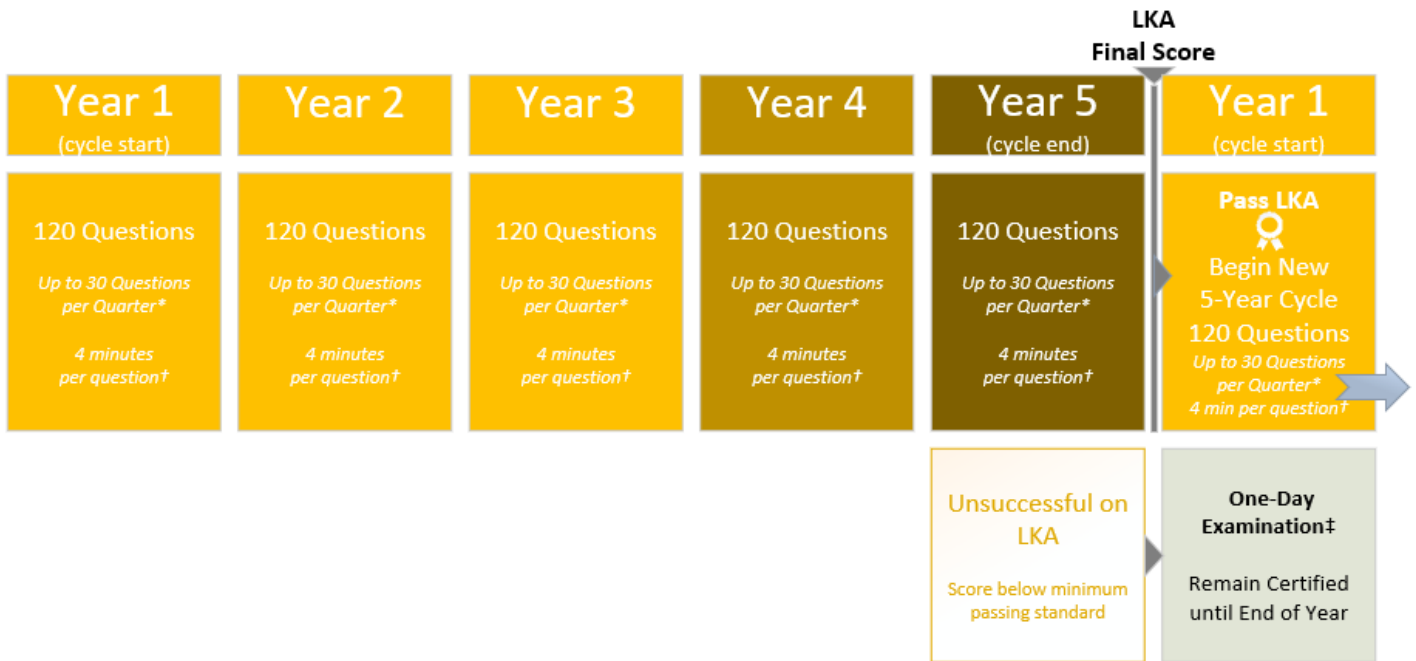 LKA
Final Score
Year 1
(cycle start)
Year 2
Year 3
Year 4
Year 5
(cycle end)
Year 1
(cycle start)
120 Questions
Up to 30 Questions
per Quarter*
4 minutes
per question†
120 Questions
Up to 30 Questions
per Quarter*
4 minutes
per question†
120 Questions
Up to 30 Questions
per Quarter*
4 minutes
per question†
120 Questions
Up to 30 Questions
per Quarter*
4 minutes
per question†
120 Questions
Up to 30 Questions
per Quarter*
4 minutes
per question†
Pass LKA
Begin New
5-Year Cycle
120 Questions
Up to 30 Questions
per Quarter*
4 min per question†
Unsuccessful on
LKA
Score below minimum
passing standard
One-Day
Examination‡
Remain Certified
until End of Year